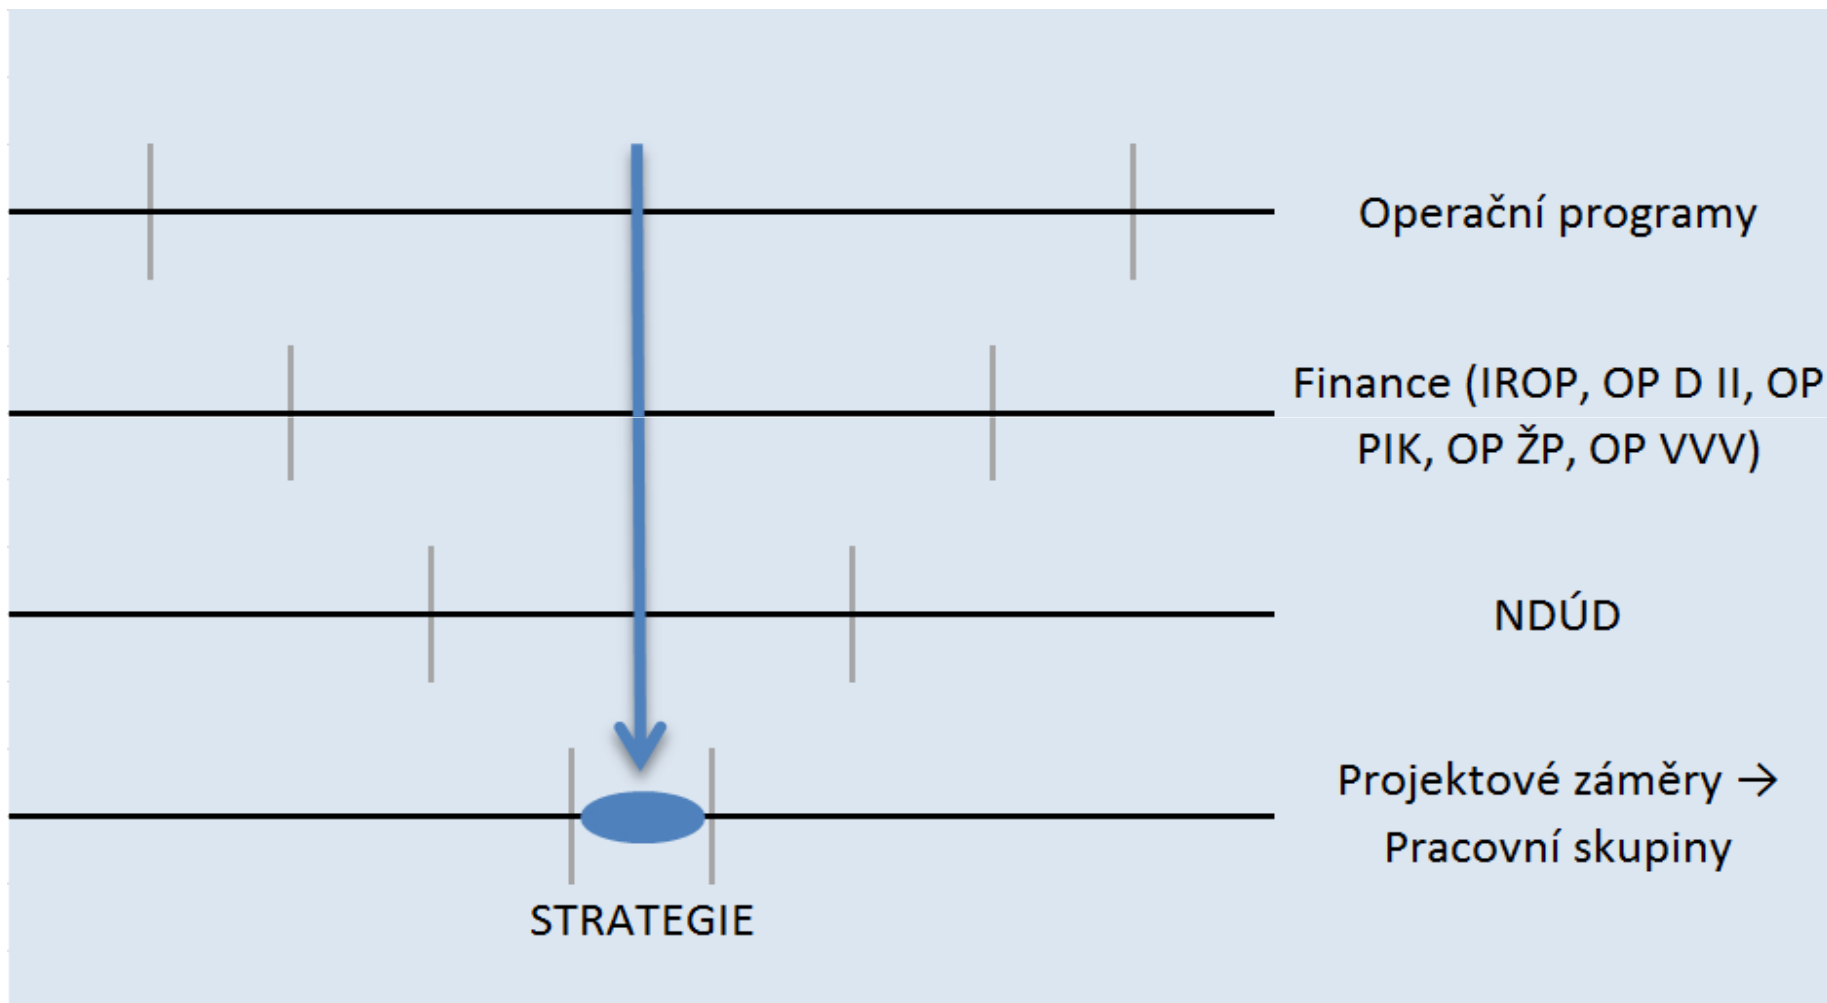 Operační programy
Finance (IROP, OP D II, OP
PIK, OP ŽP, OP VVV)
NDÚD
Projektové záměry →
Pracovní skupiny
STRATEGIE